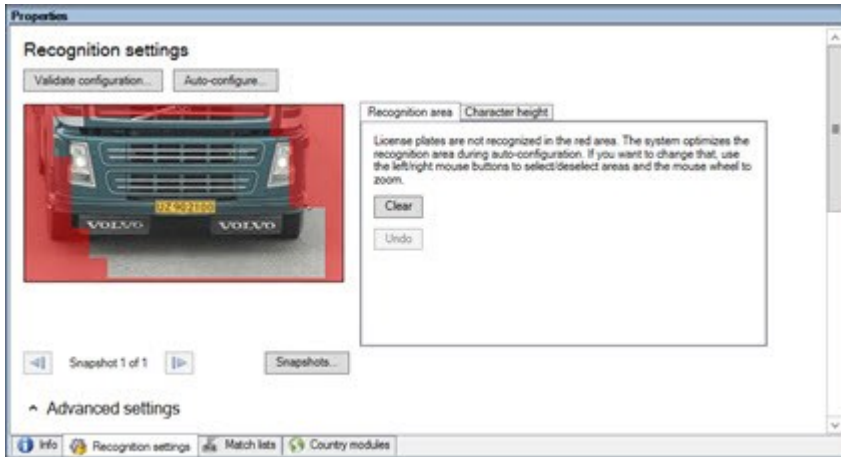 Properties
Recognition settings
Validate configuration...
Auto-configure...
Recognition area
Character height
License plates are not recognized in the red area. The system optimizes the
recognition area during auto-configuration. If you want to change that, use
the left/right mouse buttons to select/deselect areas and the mouse wheel to
zoom.
Clear
Undo
UZ 902100
VOLVO
VOLVO
Snapshot 1 of 1
Snapshots...
Advanced settings
Info
Recognition settings
Match lists
Country modules